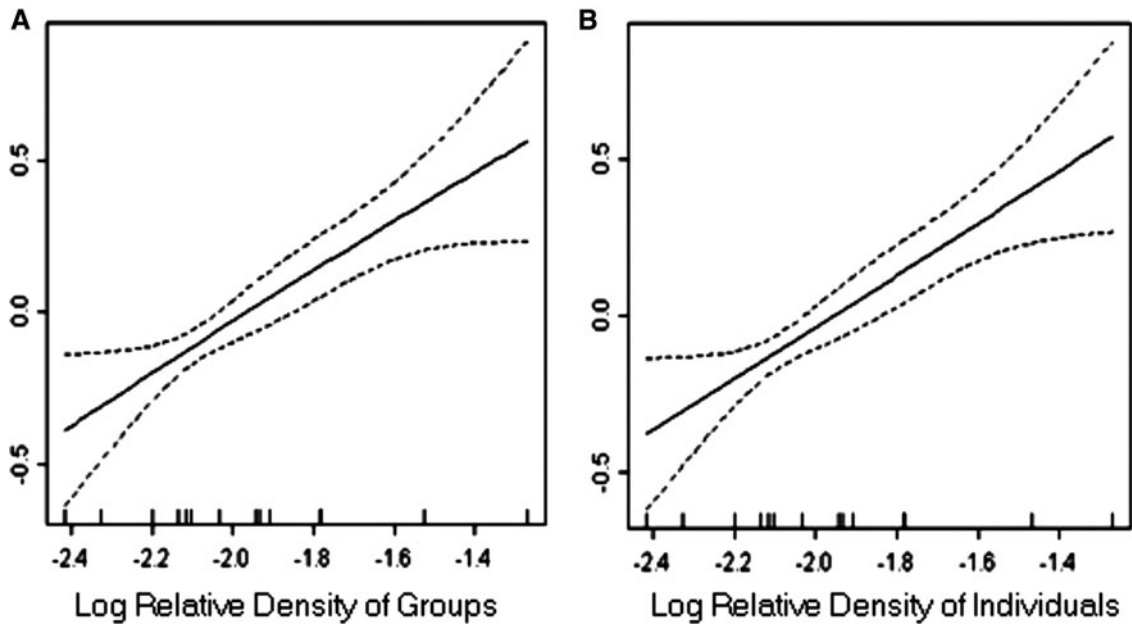 A
0.5
0.0
-0.5
-2.4 -2.2 -2.0 -1.8 -1.6 -1.4
Log Relative Density of Groups
B
0.5
0.0
-0.5
-2.4 -2.2 -2.0 -1.8 -1.6 -1.4
Log Relative Density of Individuals